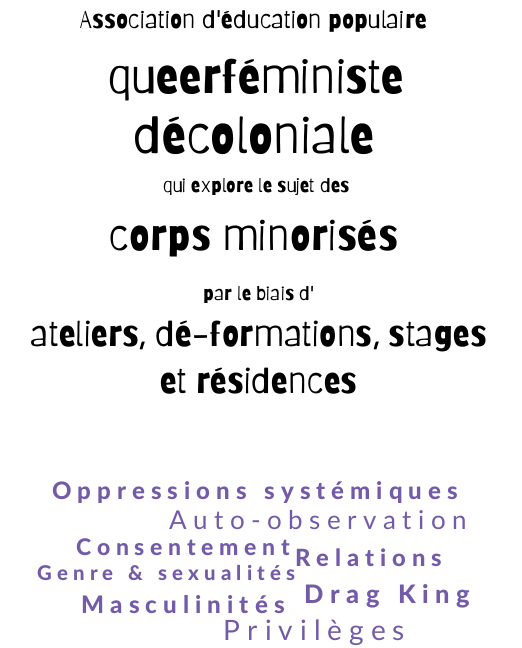 Association d'éducation populaire
queerféministe
décoloniale
qui explore le sujet des
corps minorisés
par le biais d'
ateliers, dé-formations, stages
et résidences
Oppressions systémiques
Auto-observation
Consentement
Relations
Genre & sexualités
Drag King
Masculinités
Privilèges